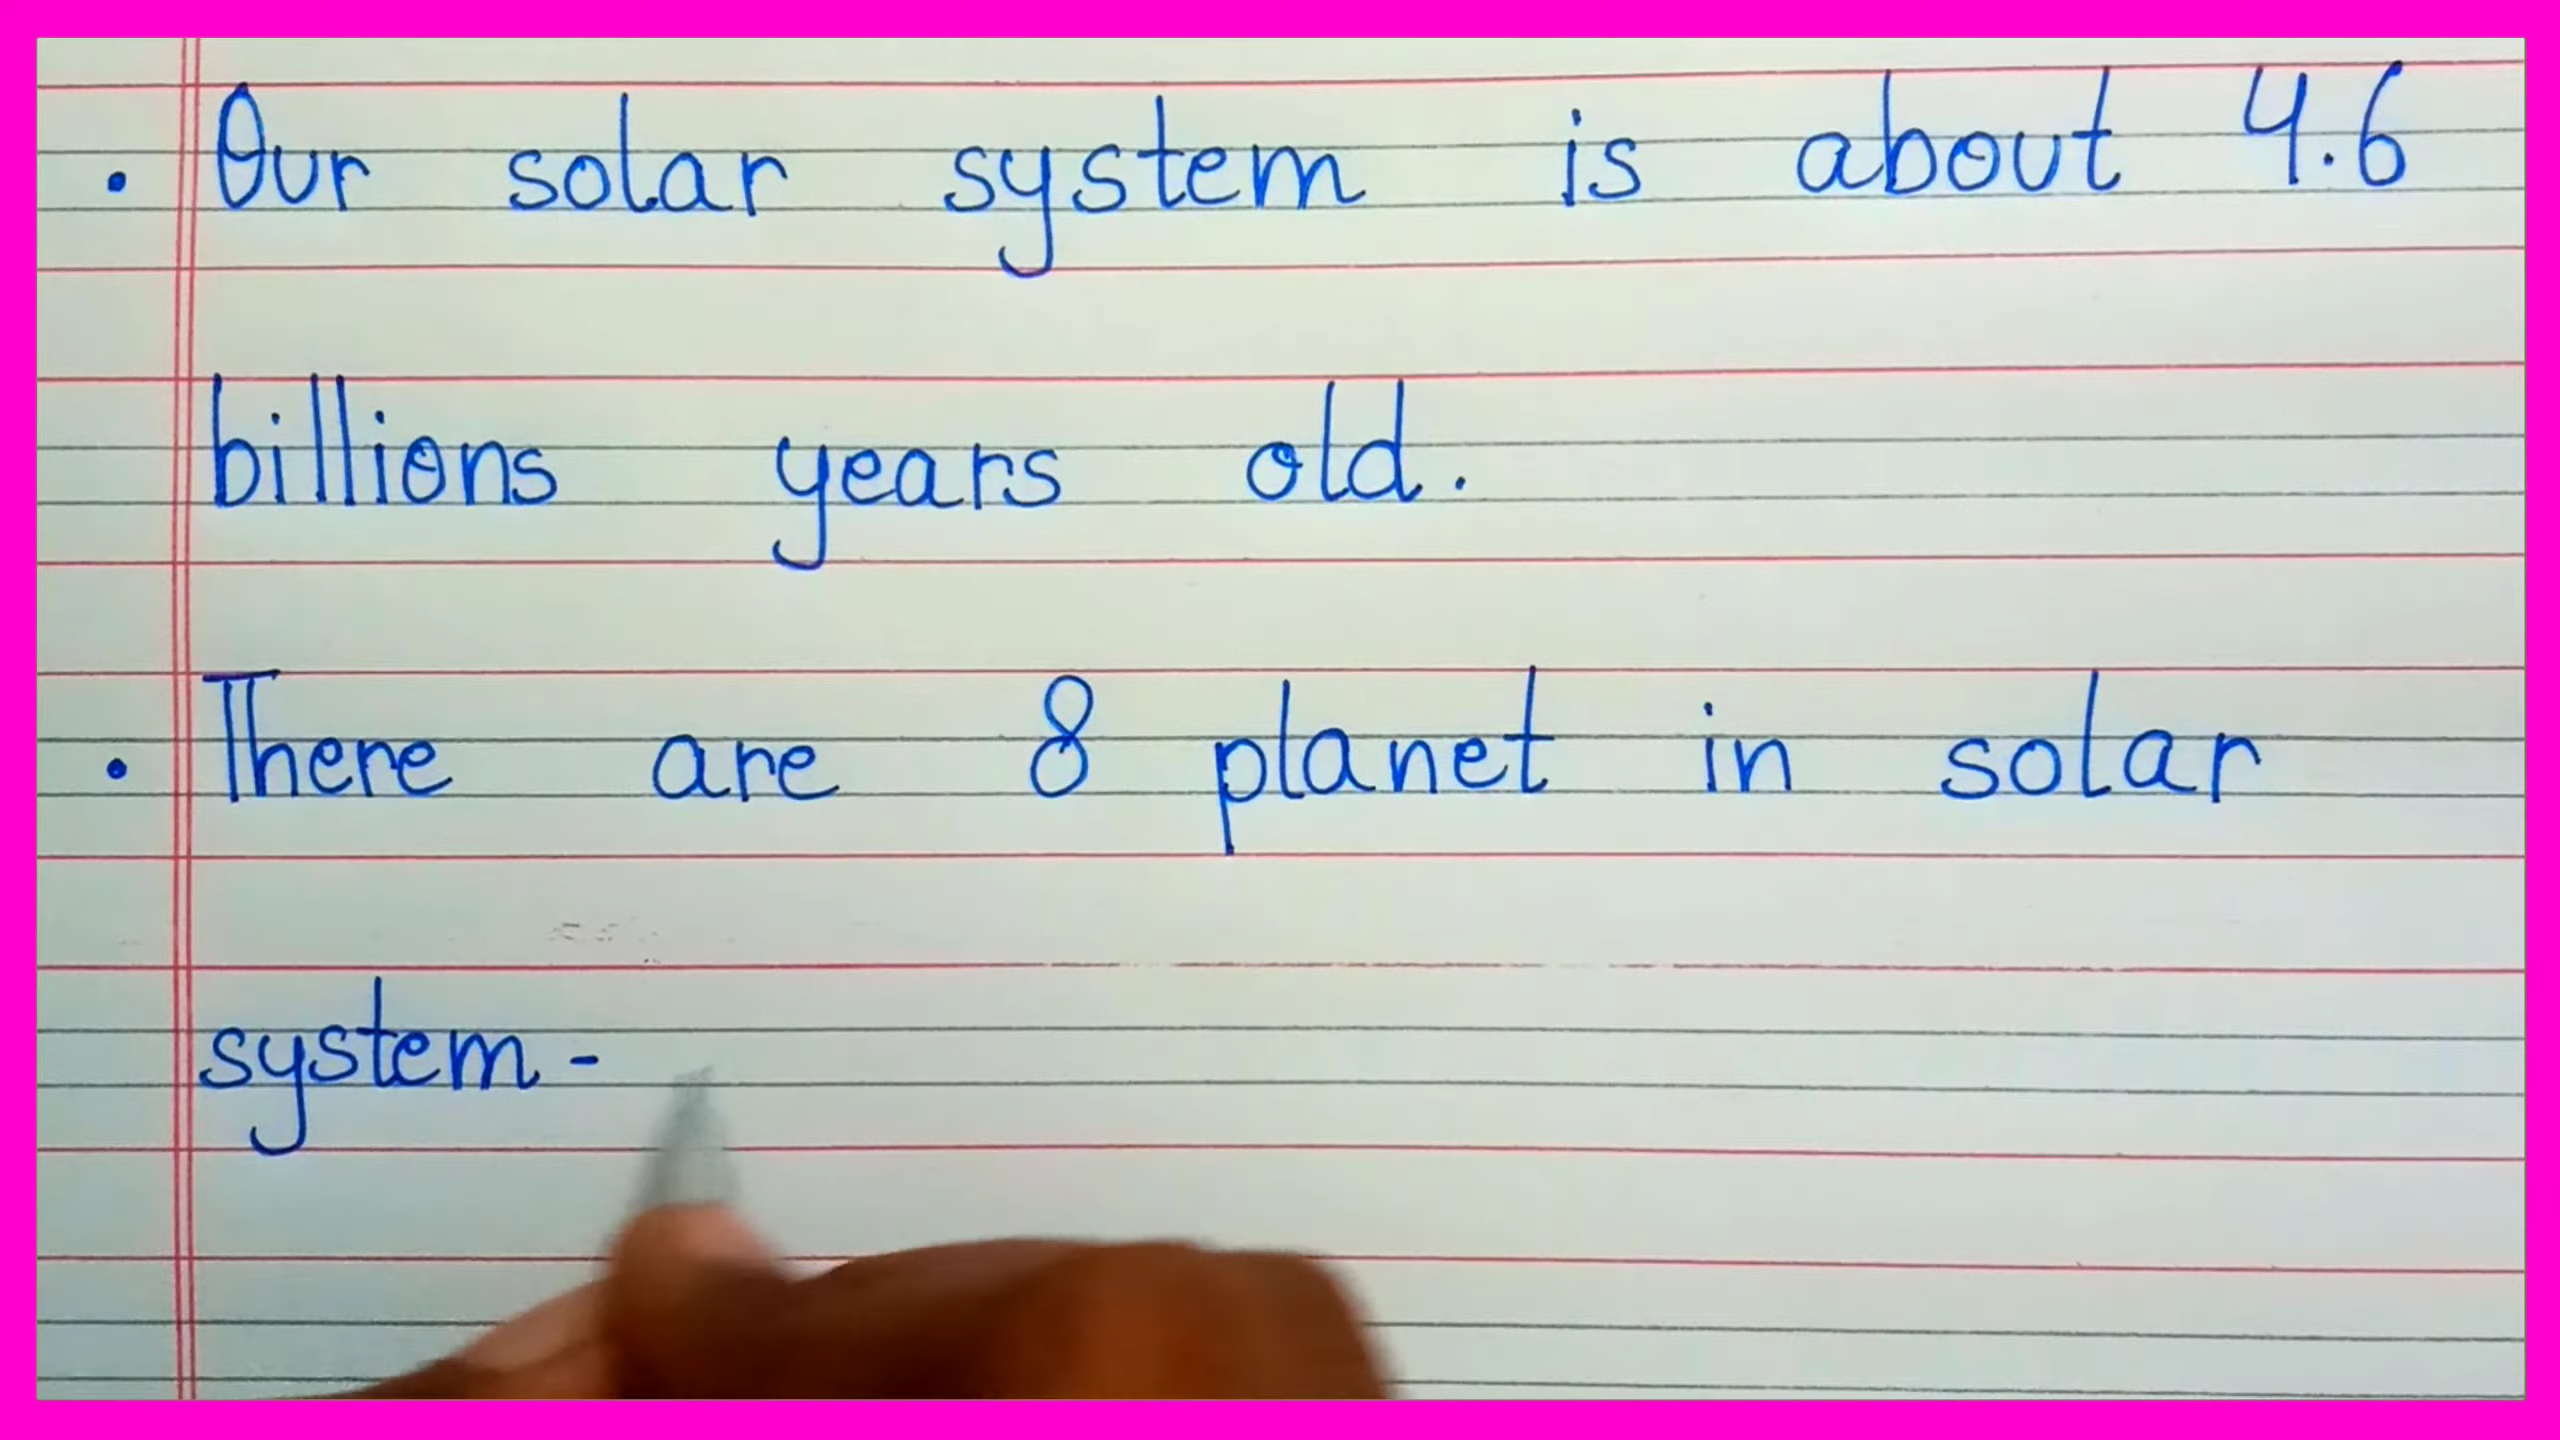 • Our solar system is about 4.6
billions years old.
• There are 8 planet in solar
system -